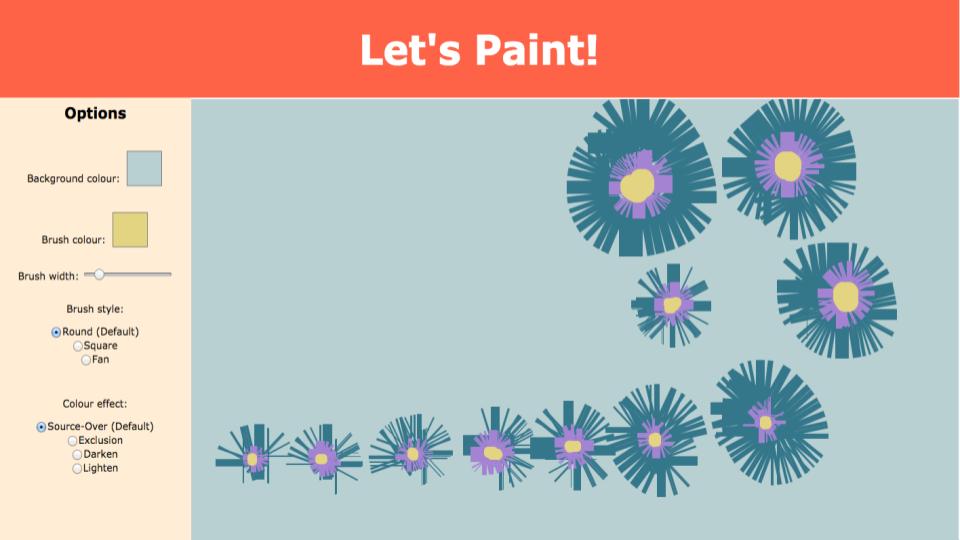 Let's Paint!
Options
Background colour:
Brush colour:
Brush width:
Brush style:
Round (Default)
Square
Fan
Colour effect:
Source-Over (Default)
Exclusion
Darken
Lighten